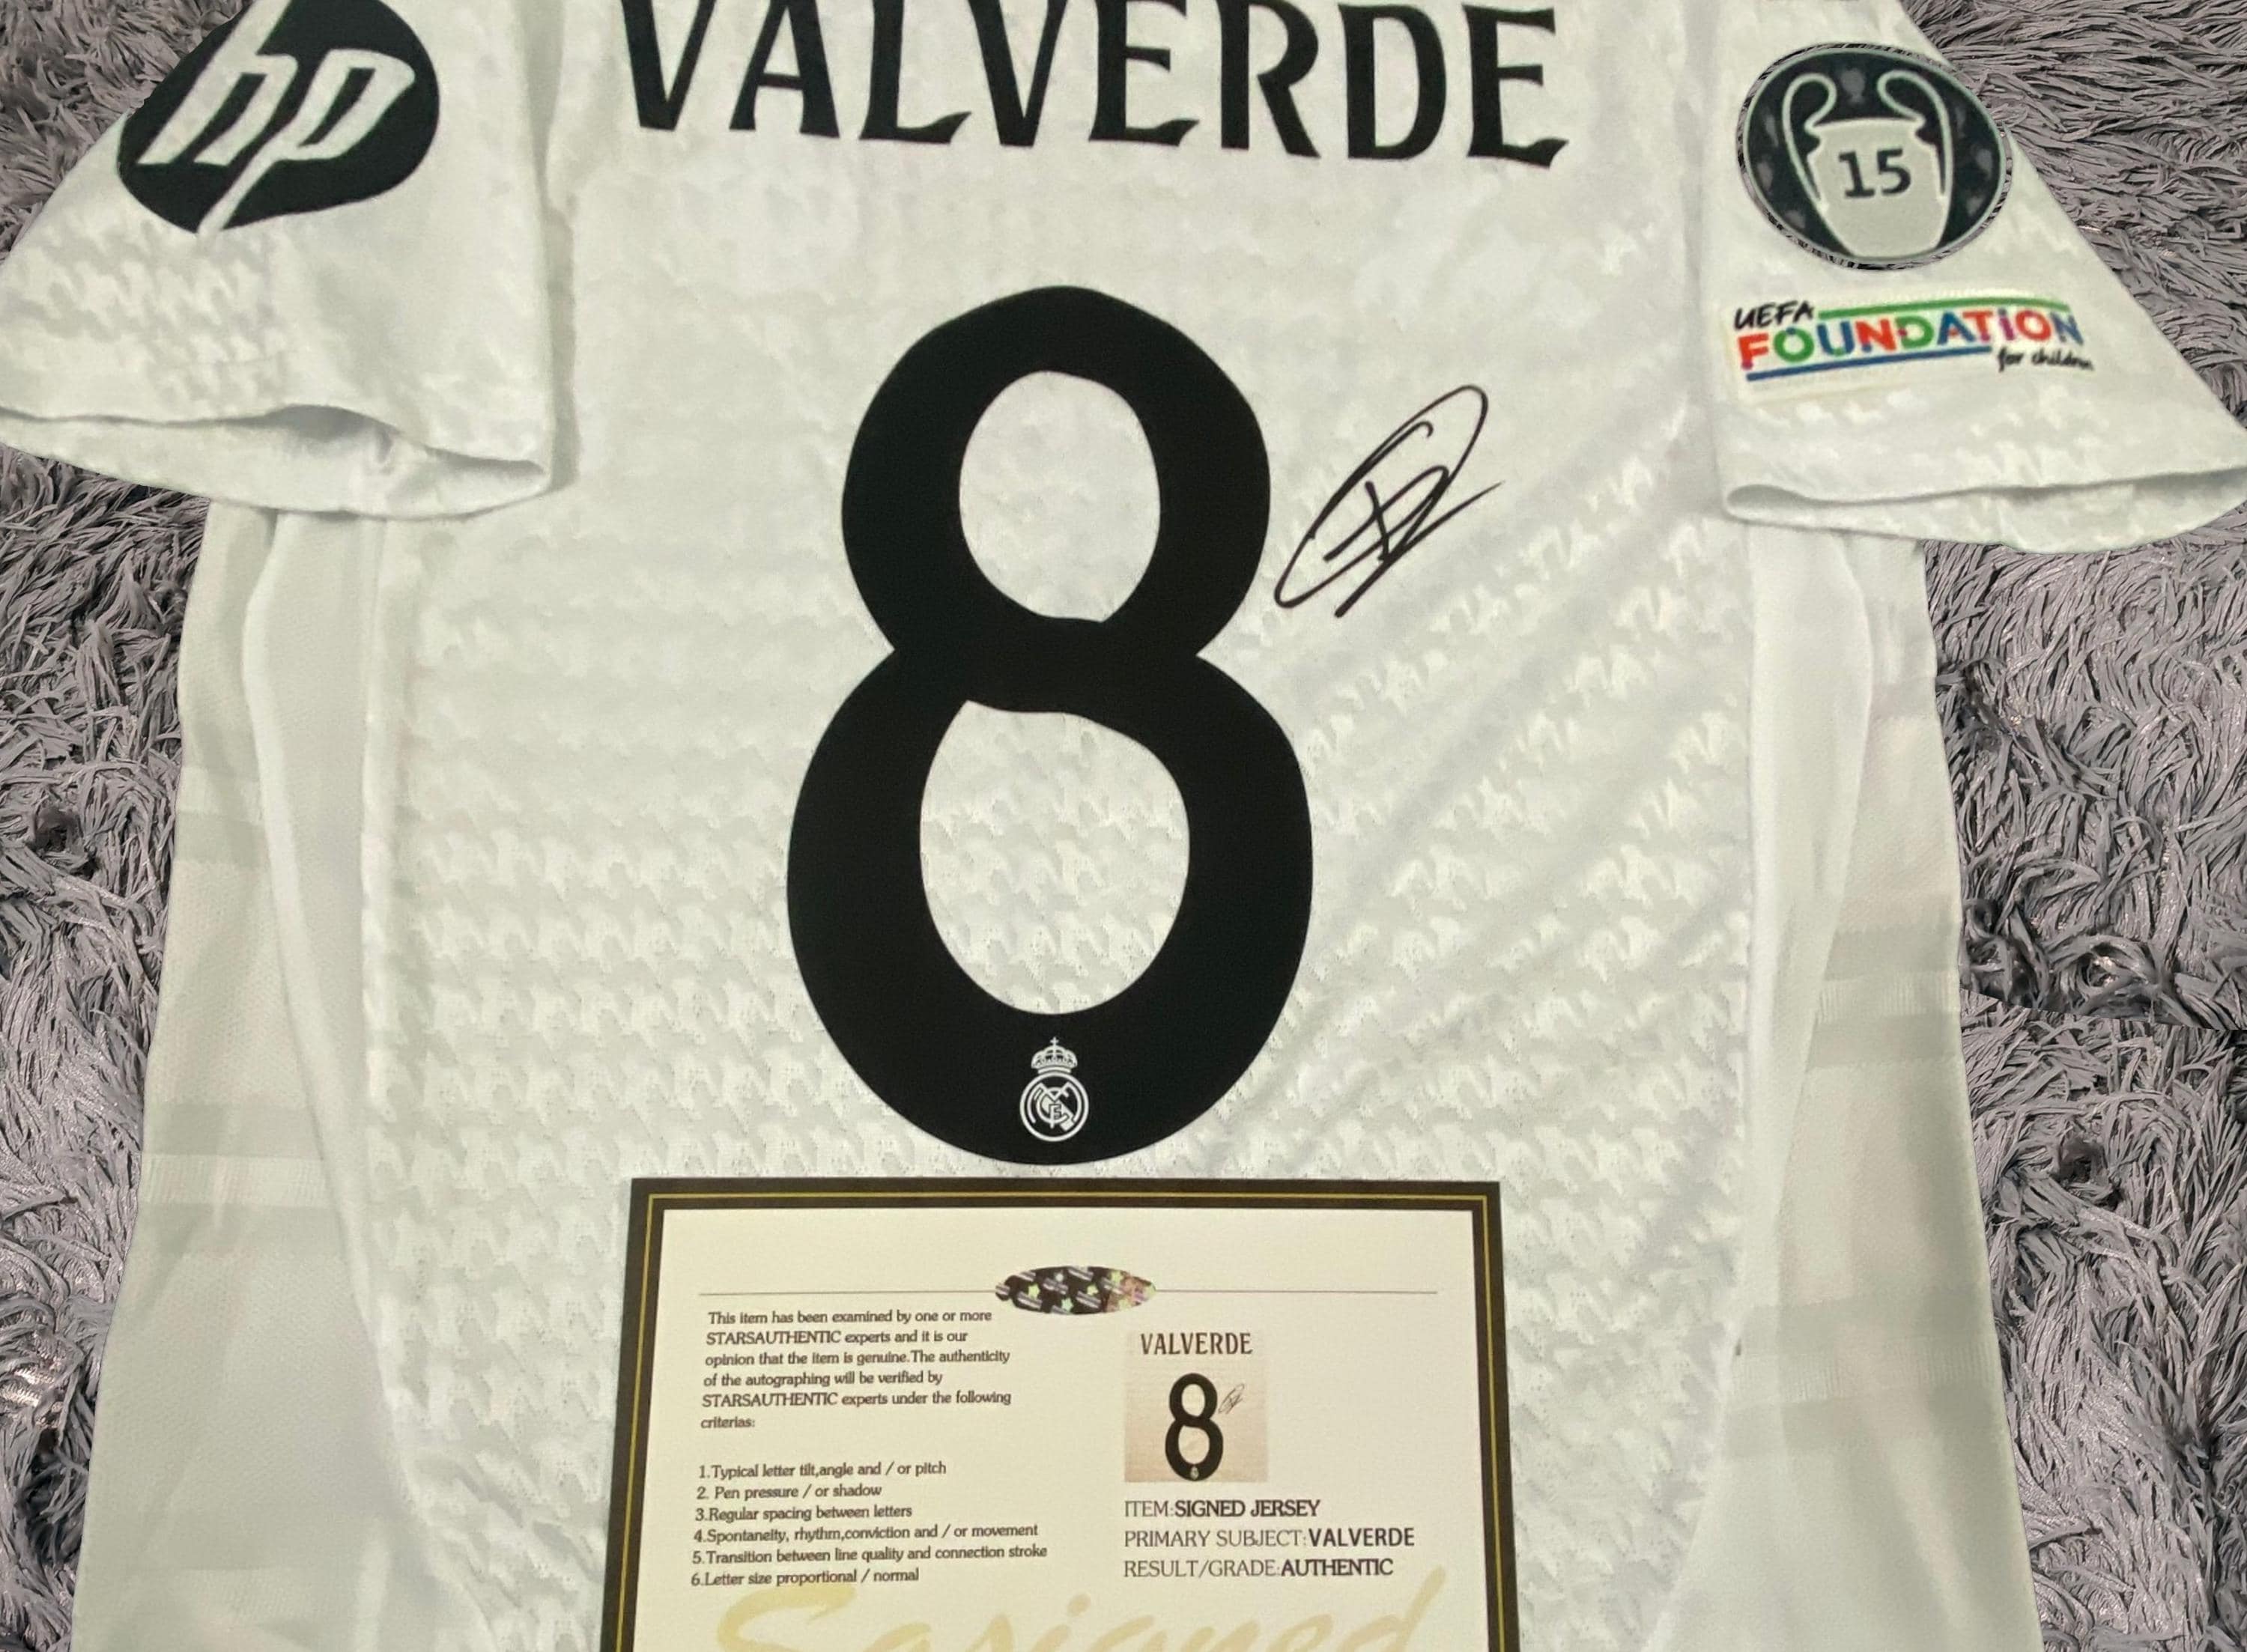 hp
VALVERDE
15
UEFA
FOUNDATION
for children
8
This item has been examined by one or more
STARSAUTHENTIC experts and it is our
opinion that the item is genuine.The authenticity
of the autographing will be verified by
STARSAUTHENTIC experts under the following
criterias:
1.Typical letter tilt,angle and / or pitch
2. Pen pressure / or shadow
3.Regular spacing between letters
4.Spontaneity, rhythm,conviction and / or movement
5.Transition between line quality and connection stroke
6.Letter size proportional / normal
VALVERDE
8
ITEM:SIGNED JERSEY
PRIMARY SUBJECT:VALVERDE
RESULT/GRADE:AUTHENTIC
Sasigned